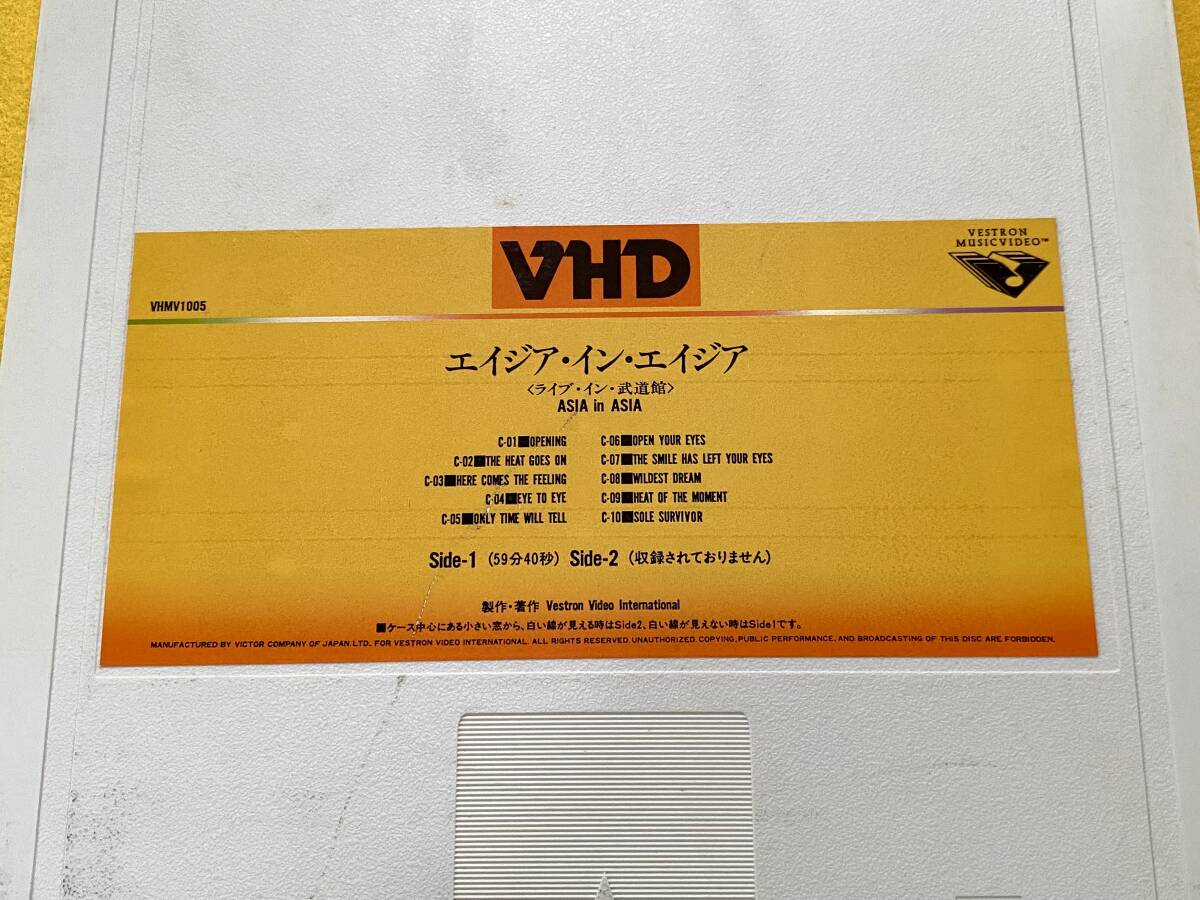 VHD
VESTRON
MUSICVIDEO™
VHMV1005
エイジア・イン・エイジア
〈ライブ・イン・武道館〉
ASIA in ASIA
C-01■OPENING
C-02■THE HEAT GOES ON
C-03■HERE COMES THE FEELING
C-04■EYE TO EYE
C-05■ONLY TIME WILL TELL
C-06■OPEN YOUR EYES
C-07■THE SMILE HAS LEFT YOUR EYES
C-08■WILDEST DREAM
C-09■HEAT OF THE MOMENT
C-10■SOLE SURVIVOR
Side-1 (59分40秒) Side-2 (収録されておりません)
製作・著作 Vestron Video International
■ケース中心にある小さい窓から、白い線が見える時はSide2、白い線が見えない時はSide1です。
MANUFACTURED BY VICTOR COMPANY OF JAPAN. LTD., FOR VESTRON VIDEO INTERNATIONAL. ALL RIGHTS RESERVED. UNAUTHORIZED. COPYING, PUBLIC PERFORMANCE, AND BROADCASTING OF THIS DISC ARE FORBIDDEN.